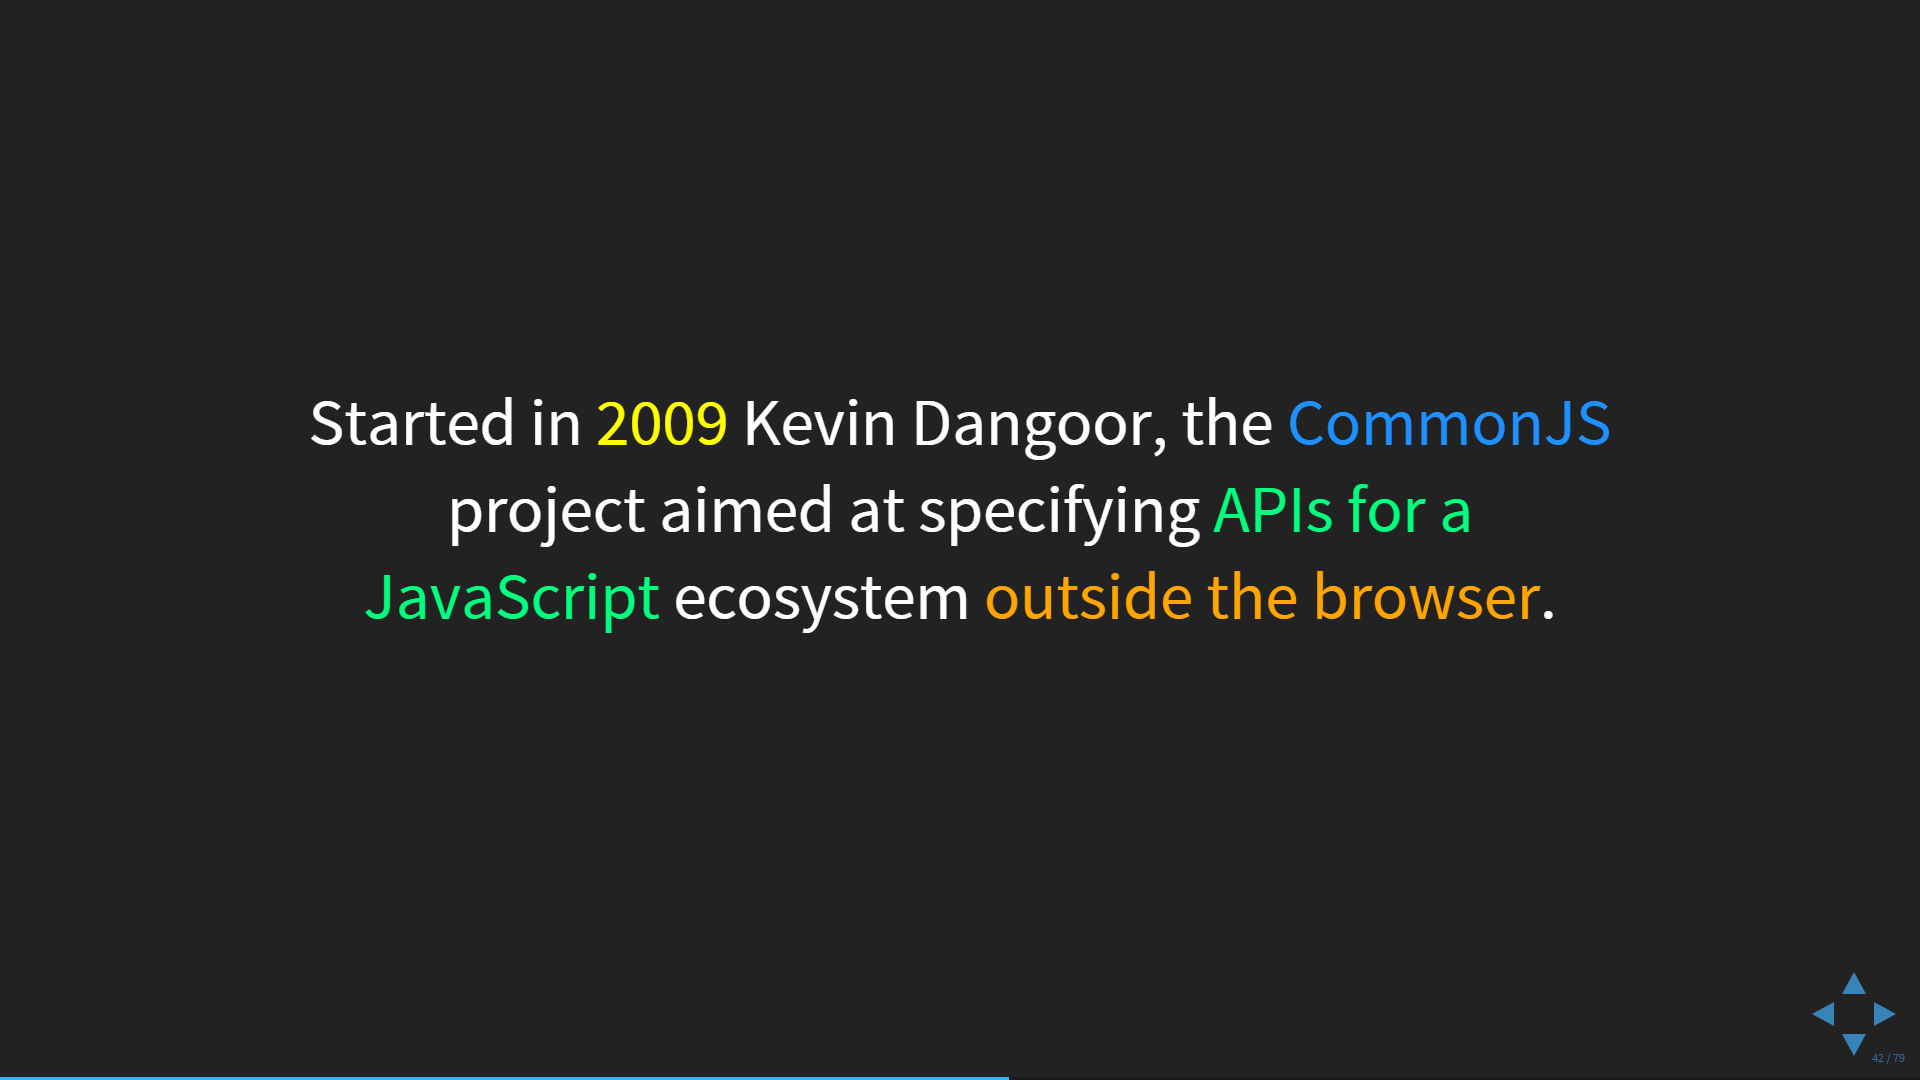 Started in 2009 Kevin Dangoor, the CommonJS
project aimed at specifying APIs for a
JavaScript ecosystem outside the browser.
42 / 79